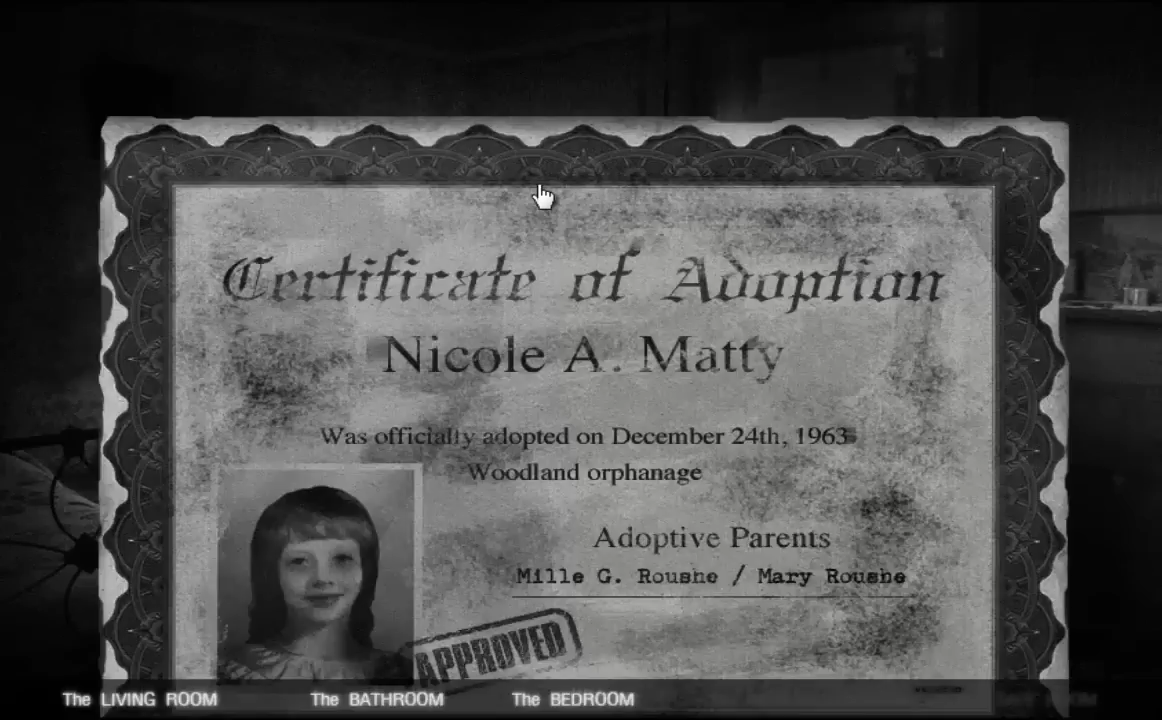 Certificate of Adoption
Nicole A. Matty
Was officially adopted on December 24th, 1963
Woodland orphanage
Adoptive Parents
Mille G. Roushe / Mary Roushe
APPROVED
The LIVING ROOM The BATHROOM The BEDROOM